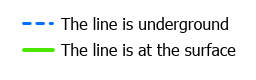 The line is underground
The line is at the surface